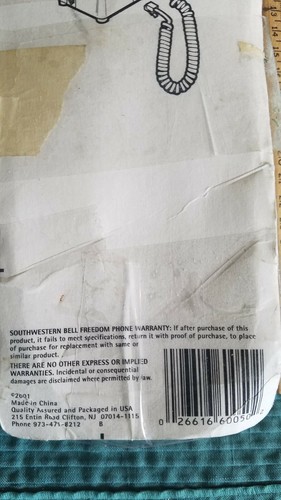 SOUTHWESTERN BELL FREEDOM PHONE WARRANTY: If after purchase of this
product, it fails to meet specifications, return it with proof of purchase, to place
of purchase for replacement with same or
similar product.
THERE ARE NO OTHER EXPRESS OR IMPLIED
WARRANTIES. Incidental or consequential
damages are disclaimed where permitted by law.
©2001
Made in China
Quality Assured and Packaged in USA
215 Entin Road Clifton, NJ 07014-1115
Phone 973-471-8212 B
0 26616 60050